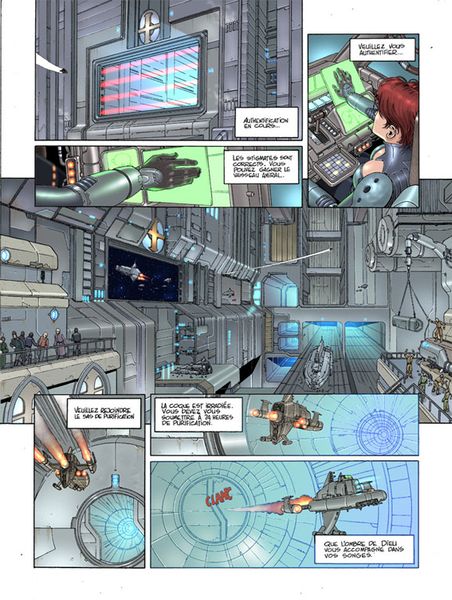 VEUILLEZ VOUS
AUTHENTIFIER...
AUTHENTIFICATION
EN COURS...
LES STIGMATES SONT
CORRECTS. VOUS
POUVEZ GAGNER LE
VAISSEAU AMIRAL.
VEUILLEZ REJOINDRE
LE SAS DE PURIFICATION
LA COQUE EST IRRADIÉE.
VOUS DEVEZ VOUS
SOUMETTRE À 76 HEURES
DE PURIFICATION.
CLANC
QUE L'OMBRE DE DIEU
VOUS ACCOMPAGNE DANS
VOS SONGES.